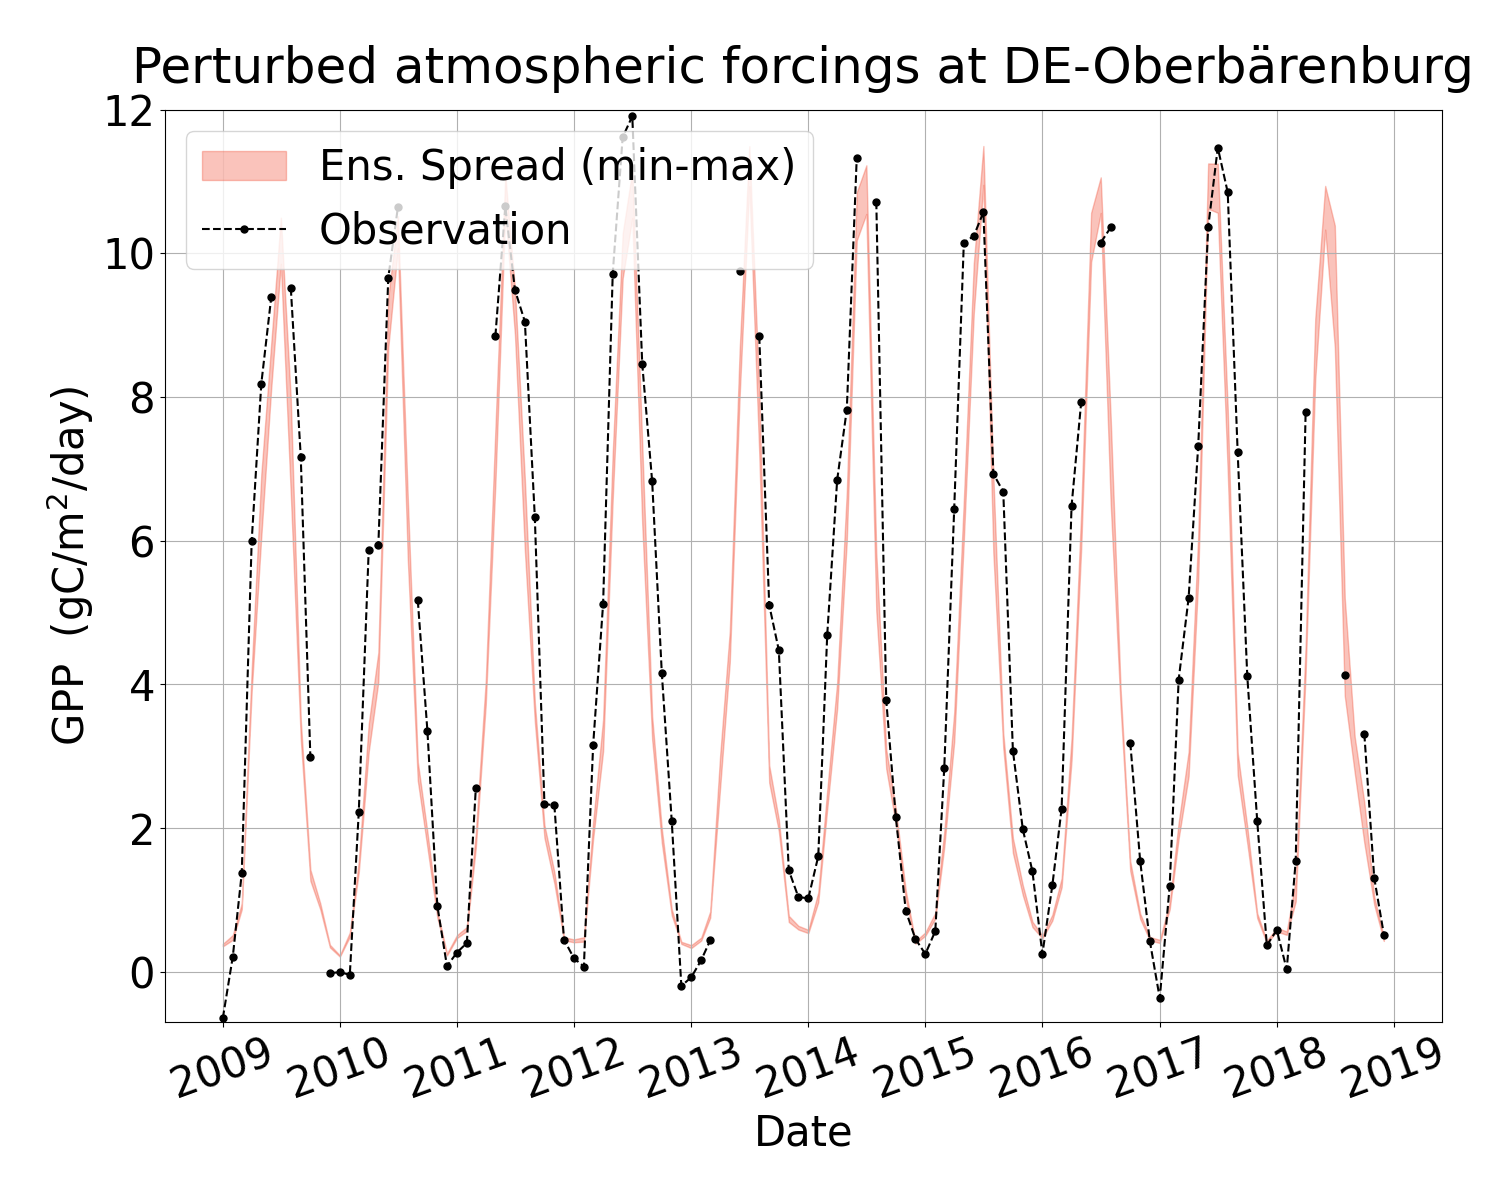 Perturbed atmospheric forcings at DE-Oberbärenburg
12
Ens. Spread (min-max)
Observation
10
8
6
4
2
0
GPP (gC/m²/day)
2009 2010 2011 2012 2013 2014 2015 2016 2017 2018 2019
Date